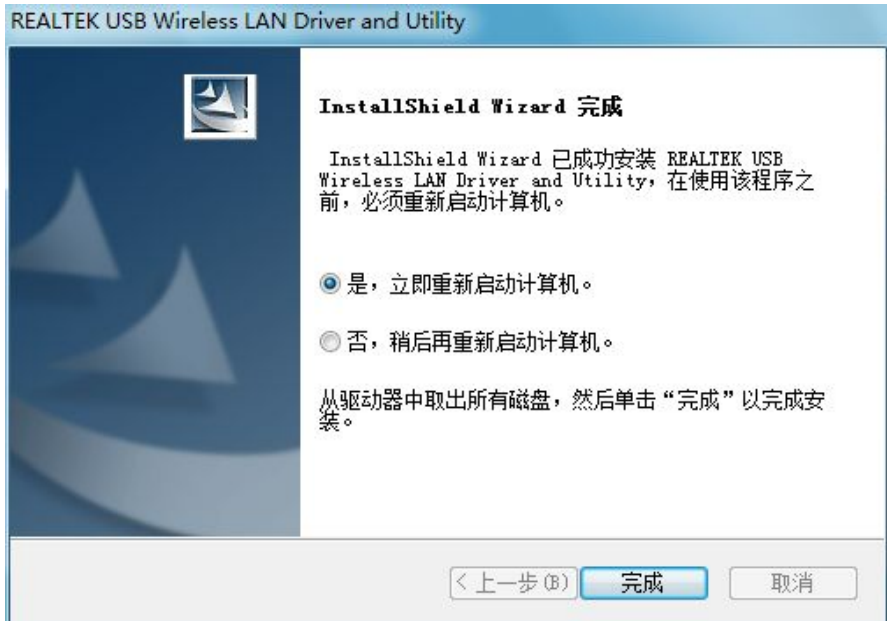 REALTEK USB Wireless LAN Driver and Utility
InstallShield Wizard 完成
InstallShield Wizard 已成功安装 REALTEK USB
Wireless LAN Driver and Utility，在使用该程序之
前，必须重新启动计算机。
是，立即重新启动计算机。
否，稍后再重新启动计算机。
从驱动器中取出所有磁盘，然后单击“完成”以完成安
装。
< 上一步(B)
完成
取消